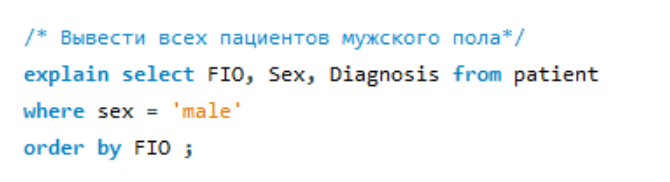 /* Вывести всех пациентов мужского пола*/
explain select FIO, Sex, Diagnosis from patient
where sex = 'male'
order by FIO ;